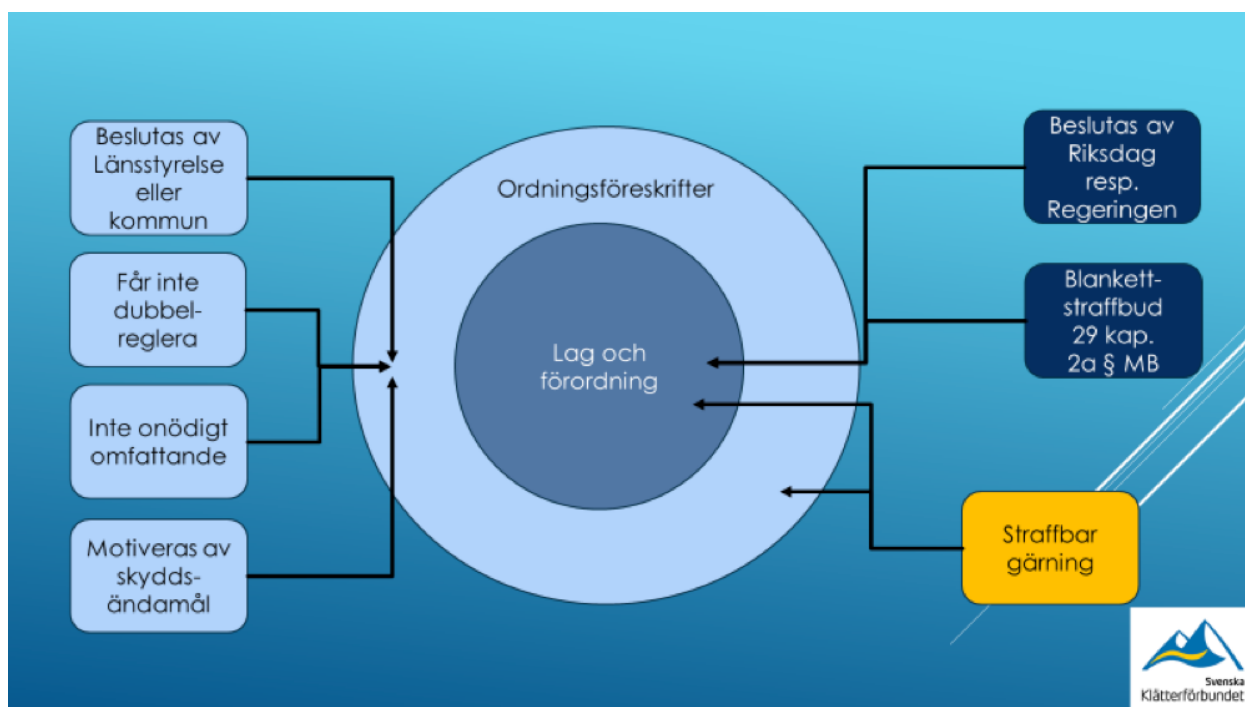 Beslutas av
Länsstyrelse
eller
kommun
Får inte
dubbel-
reglera
Inte onödigt
omfattande
Motiveras av
skydds-
ändamål
Ordningsföreskrifter
Lag och
förordning
Beslutas av
Riksdag
resp.
Regeringen
Blankett-
straffbud
29 kap.
2a § MB
Straffbar
gärning
Svenska
Klätterförbundet